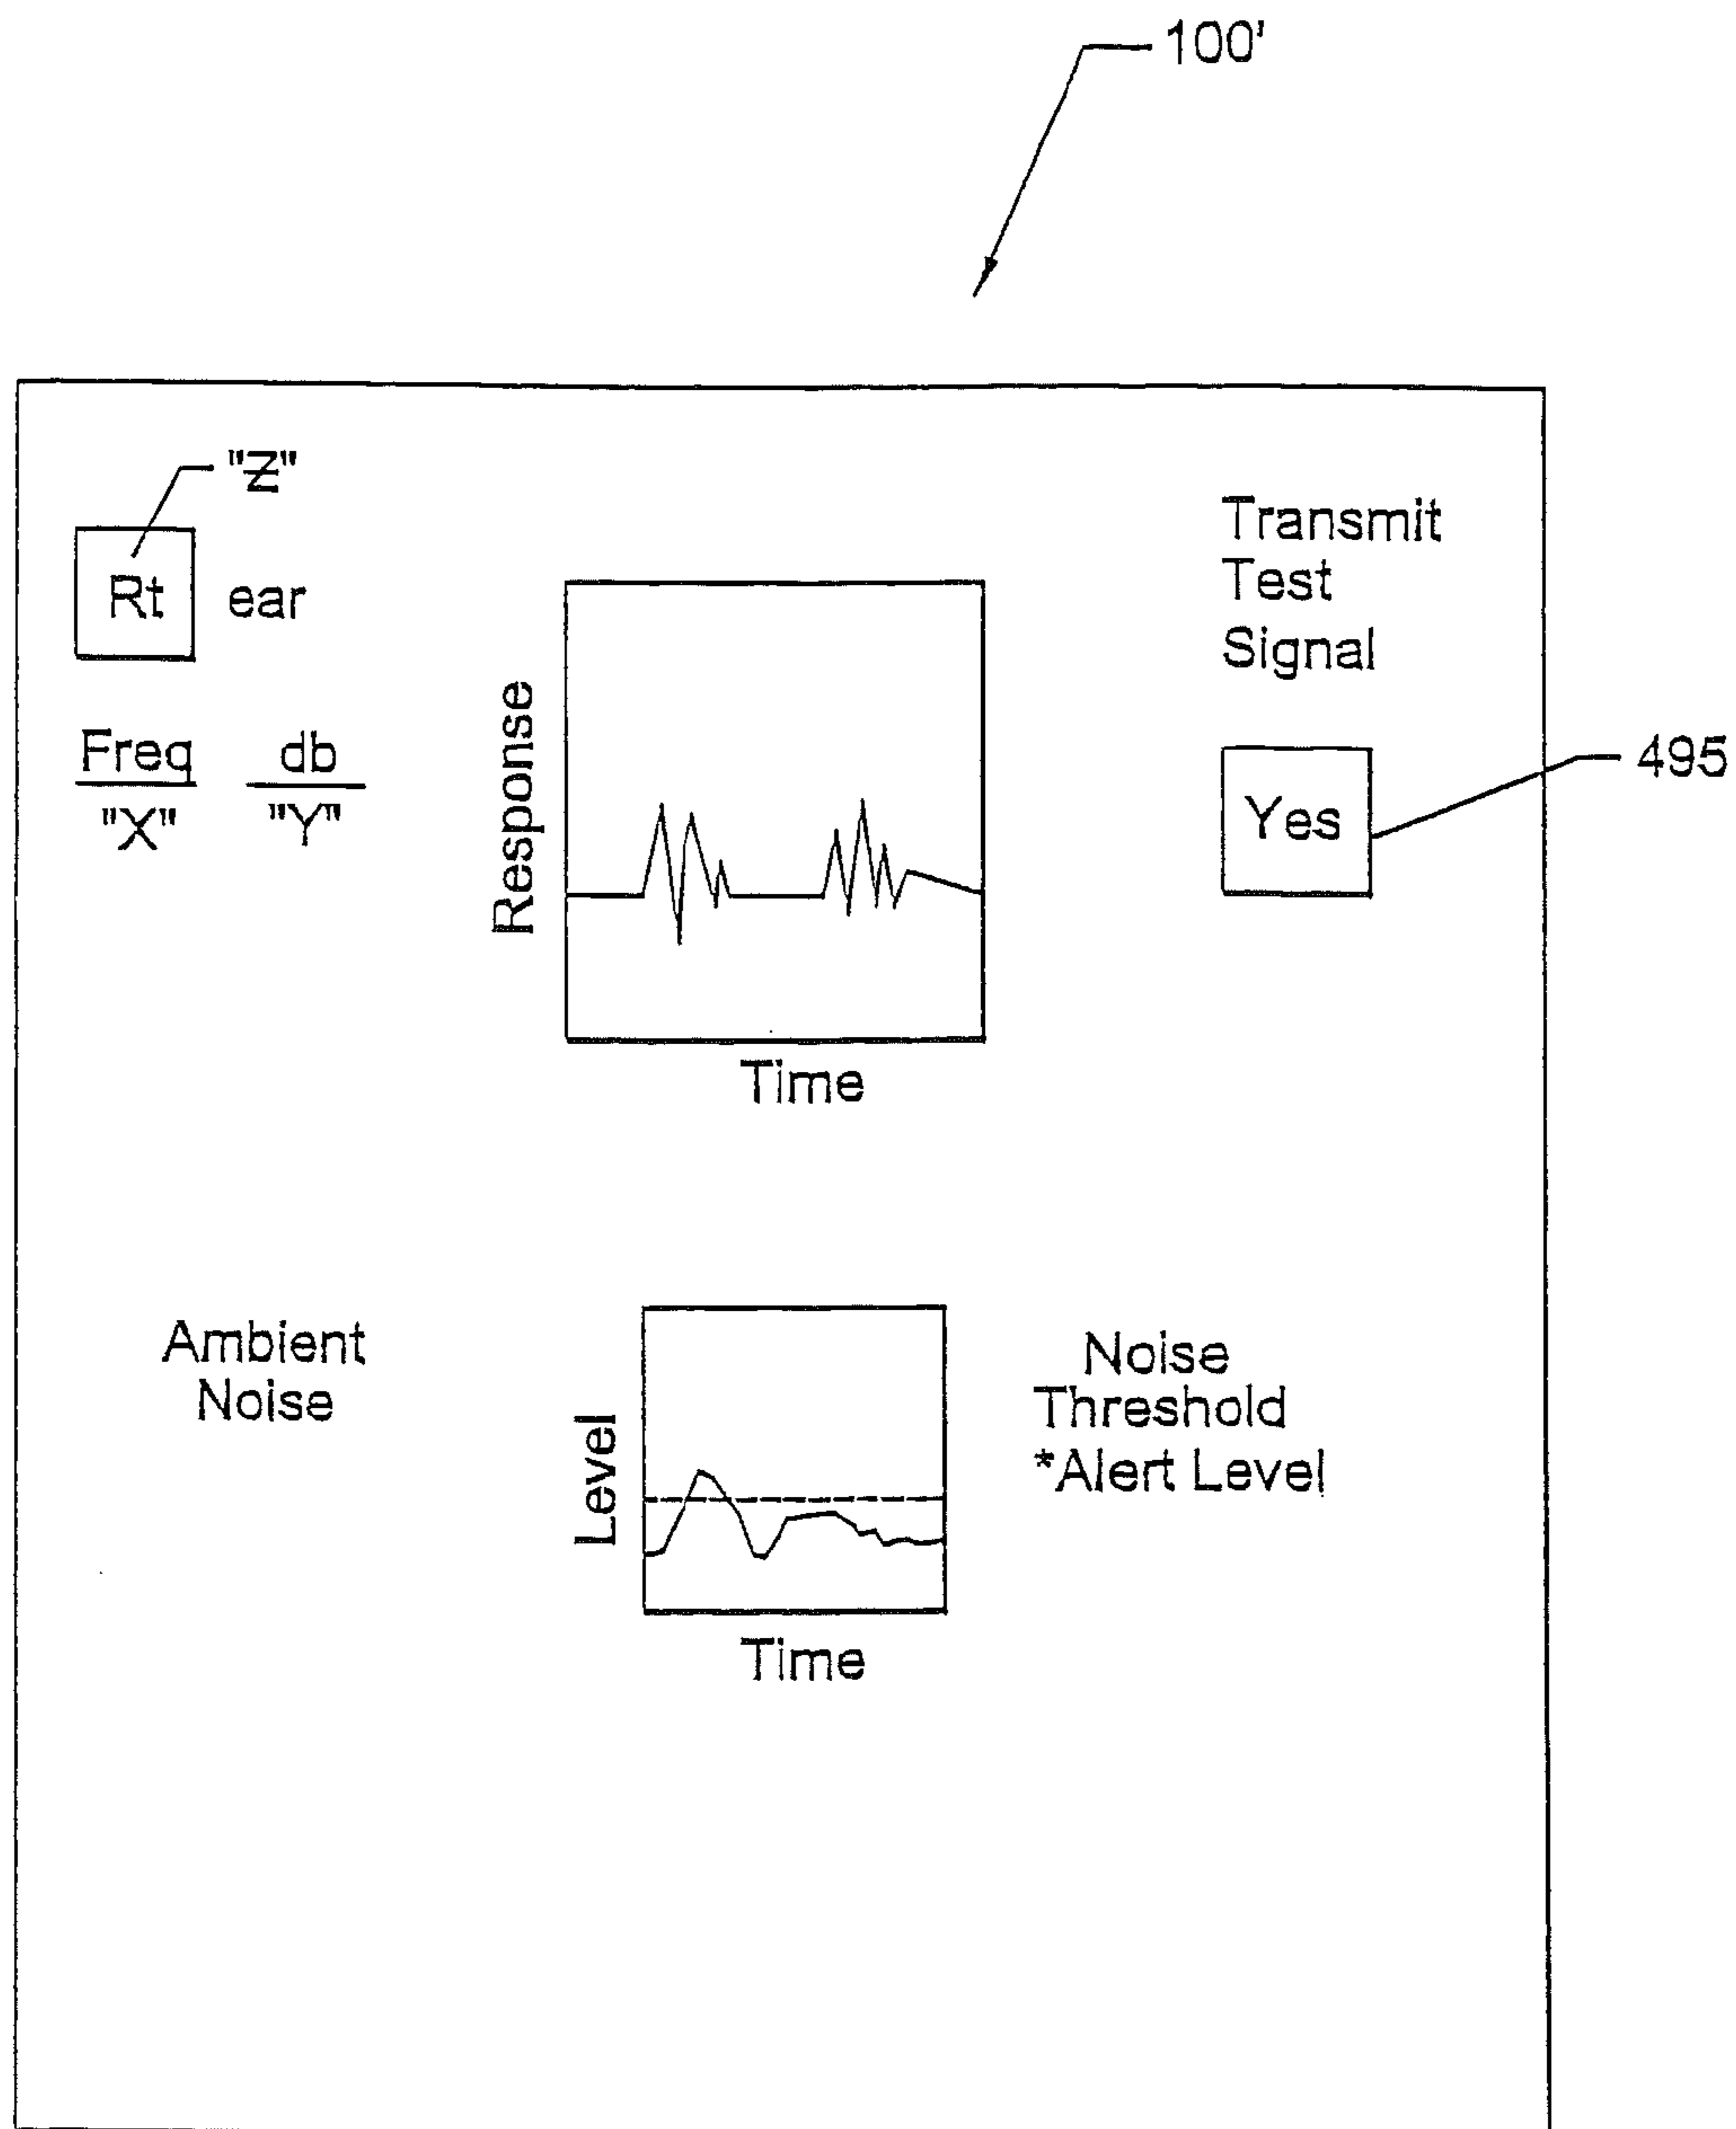 100'
"Z"
Rt ear
Freq db
"X" "Y"
Response
Time
Transmit
Test
Signal
Yes
495
Ambient
Noise
Level
Time
Noise
Threshold
*Alert Level